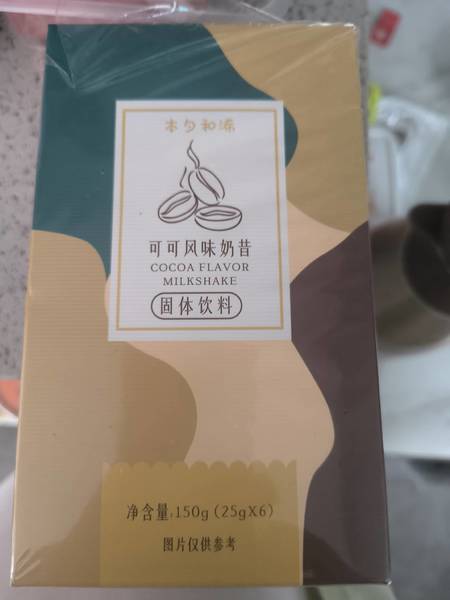 本夕和冻
可可风味奶昔
COCOA FLAVOR
MILKSHAKE
固体饮料
净含量:150g(25gX6)
图片仅供参考